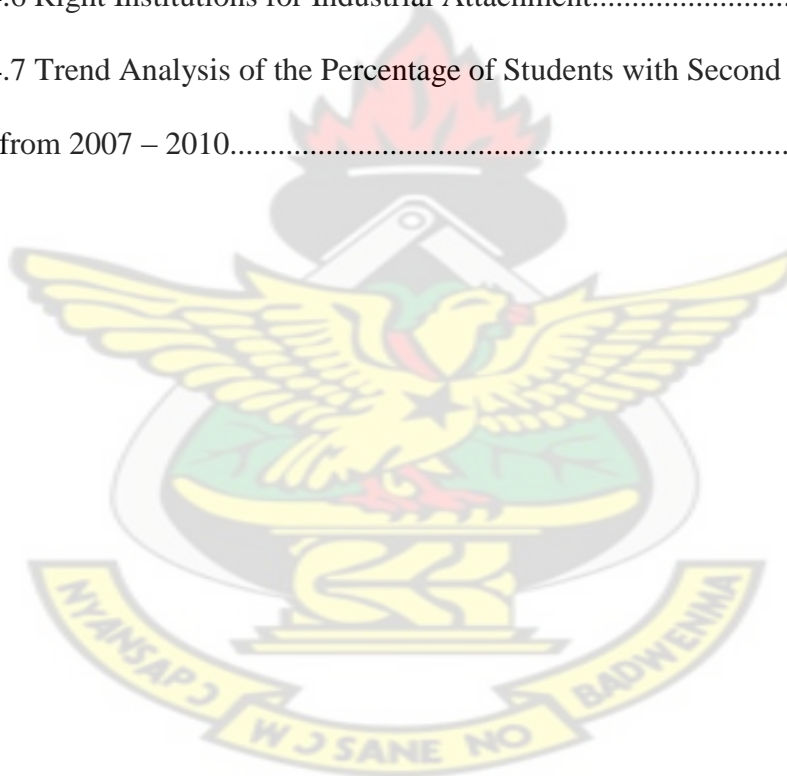 .6 Right Institutions for Industrial Attachment........................
.7 Trend Analysis of the Percentage of Students with Second
from 2007 – 2010......................................................................
NYANSAPƆ WƆSANE NO BADWENMA